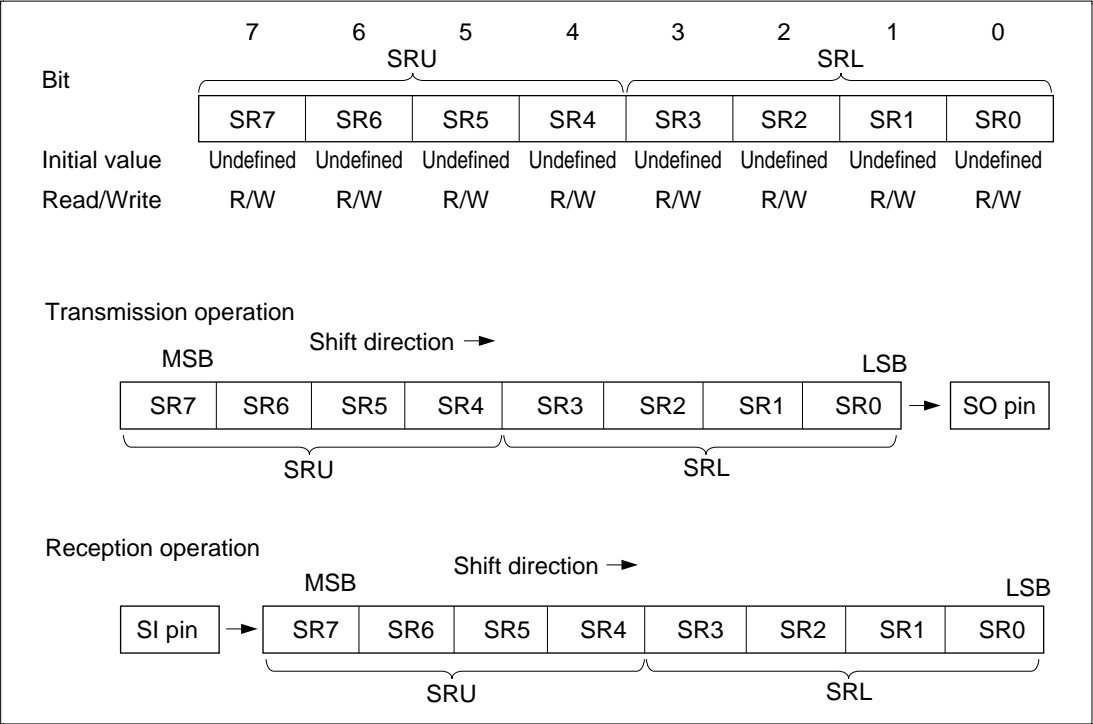 7 6 5 4 3 2 1 0
SRU SRL
Bit
SR7 SR6 SR5 SR4 SR3 SR2 SR1 SR0
Initial value Undefined Undefined Undefined Undefined Undefined Undefined Undefined Undefined
Read/Write R/W R/W R/W R/W R/W R/W R/W R/W
Transmission operation
Shift direction →
MSB LSB
SR7 SR6 SR5 SR4 SR3 SR2 SR1 SR0 → SO pin
SRU SRL
Reception operation
Shift direction →
MSB LSB
SI pin → SR7 SR6 SR5 SR4 SR3 SR2 SR1 SR0
SRU SRL